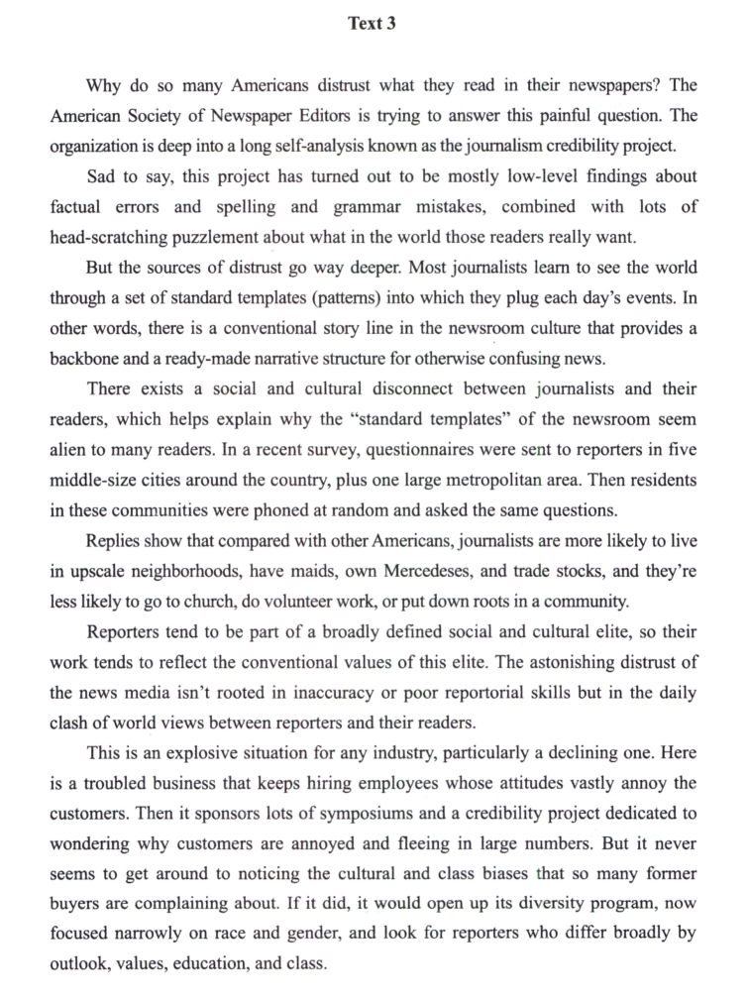 Text 3
Why do so many Americans distrust what they read in their newspapers? The
American Society of Newspaper Editors is trying to answer this painful question. The
organization is deep into a long self-analysis known as the journalism credibility project.
Sad to say, this project has turned out to be mostly low-level findings about
factual errors and spelling and grammar mistakes, combined with lots of
head-scratching puzzlement about what in the world those readers really want.
But the sources of distrust go way deeper. Most journalists learn to see the world
through a set of standard templates (patterns) into which they plug each day's events. In
other words, there is a conventional story line in the newsroom culture that provides a
backbone and a ready-made narrative structure for otherwise confusing news.
There exists a social and cultural disconnect between journalists and their
readers, which helps explain why the “standard templates” of the newsroom seem
alien to many readers. In a recent survey, questionnaires were sent to reporters in five
middle-size cities around the country, plus one large metropolitan area. Then residents
in these communities were phoned at random and asked the same questions.
Replies show that compared with other Americans, journalists are more likely to live
in upscale neighborhoods, have maids, own Mercedeses, and trade stocks, and they're
less likely to go to church, do volunteer work, or put down roots in a community.
Reporters tend to be part of a broadly defined social and cultural elite, so their
work tends to reflect the conventional values of this elite. The astonishing distrust of
the news media isn't rooted in inaccuracy or poor reportorial skills but in the daily
clash of world views between reporters and their readers.
This is an explosive situation for any industry, particularly a declining one. Here
is a troubled business that keeps hiring employees whose attitudes vastly annoy the
customers. Then it sponsors lots of symposiums and a credibility project dedicated to
wondering why customers are annoyed and fleeing in large numbers. But it never
seems to get around to noticing the cultural and class biases that so many former
buyers are complaining about. If it did, it would open up its diversity program, now
focused narrowly on race and gender, and look for reporters who differ broadly by
outlook, values, education, and class.